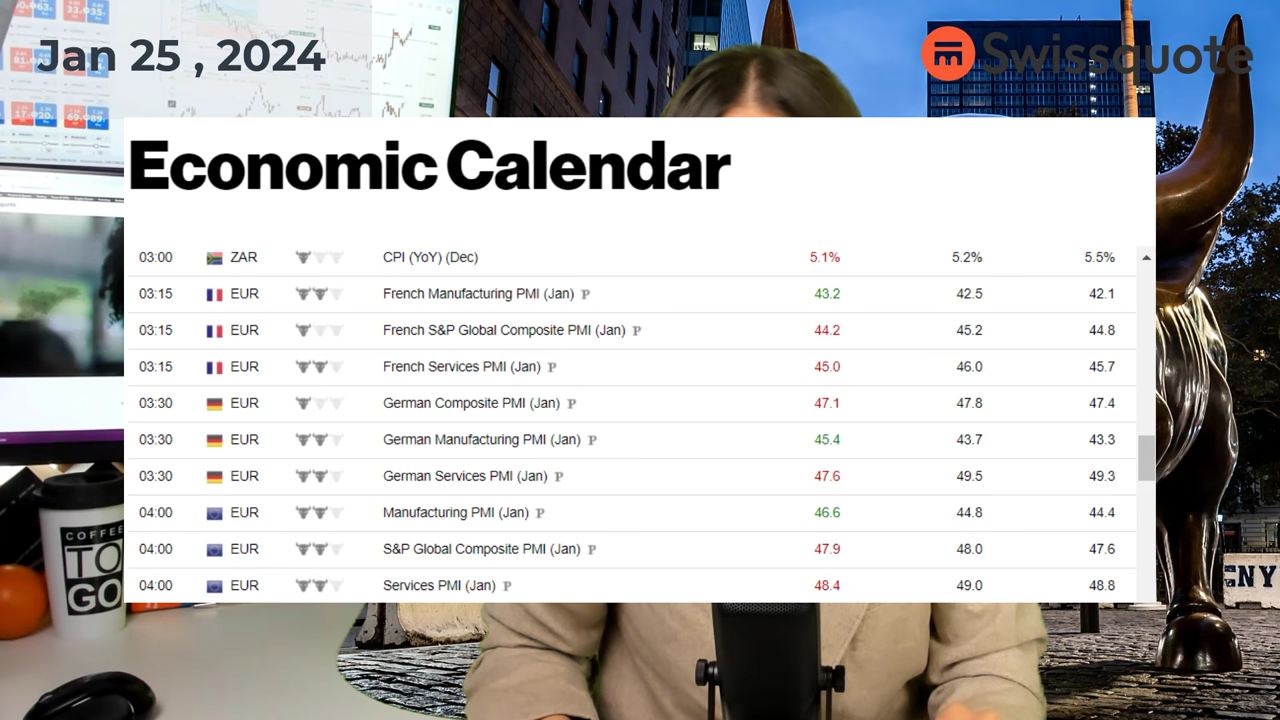 Jan 25 , 2024
Swissquote
Economic Calendar
03:00 ZAR CPI (YoY) (Dec) 5.1% 5.2% 5.5%
03:15 EUR French Manufacturing PMI (Jan) P 43.2 42.5 42.1
03:15 EUR French S&P Global Composite PMI (Jan) P 44.2 45.2 44.8
03:15 EUR French Services PMI (Jan) P 45.0 46.0 45.7
03:30 EUR German Composite PMI (Jan) P 47.1 47.8 47.4
03:30 EUR German Manufacturing PMI (Jan) P 45.4 43.7 43.3
03:30 EUR German Services PMI (Jan) P 47.6 49.5 49.3
04:00 EUR Manufacturing PMI (Jan) P 46.6 44.8 44.4
04:00 EUR S&P Global Composite PMI (Jan) P 47.9 48.0 47.6
04:00 EUR Services PMI (Jan) P 48.4 49.0 48.8
COFFEE
TO
GO